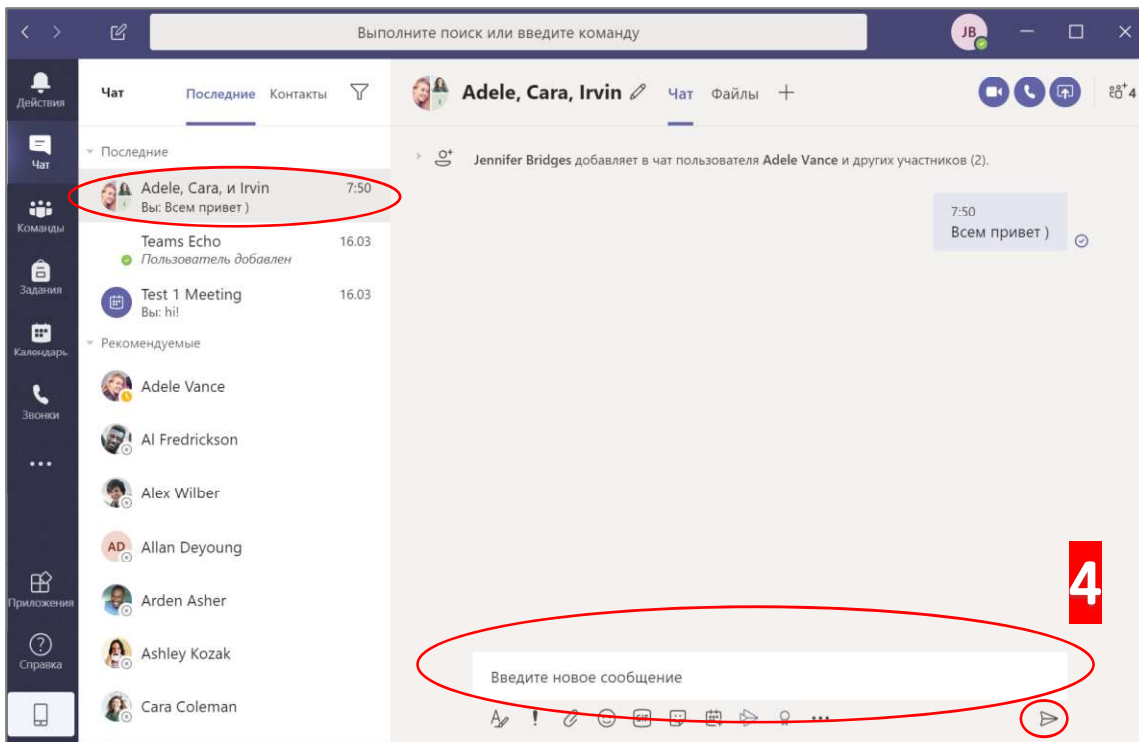 Выполните поиск или введите команду
JB
Действия
Чат
Команды
Задания
Календарь
Звонки
Приложения
Справка
Чат
Последние
Контакты
Последние
Adele, Cara, и Irvin
7:50
Вы: Всем привет )
Teams Echo
16.03
Пользователь добавлен
Test 1 Meeting
16.03
Вы: hi!
Рекомендуемые
Adele Vance
Al Fredrickson
Alex Wilber
AD
Allan Deyoung
Arden Asher
Ashley Kozak
Cara Coleman
Adele, Cara, Irvin
Чат
Файлы
4
Jennifer Bridges добавляет в чат пользователя Adele Vance и других участников (2).
7:50
Всем привет )
4
Введите новое сообщение
GIF